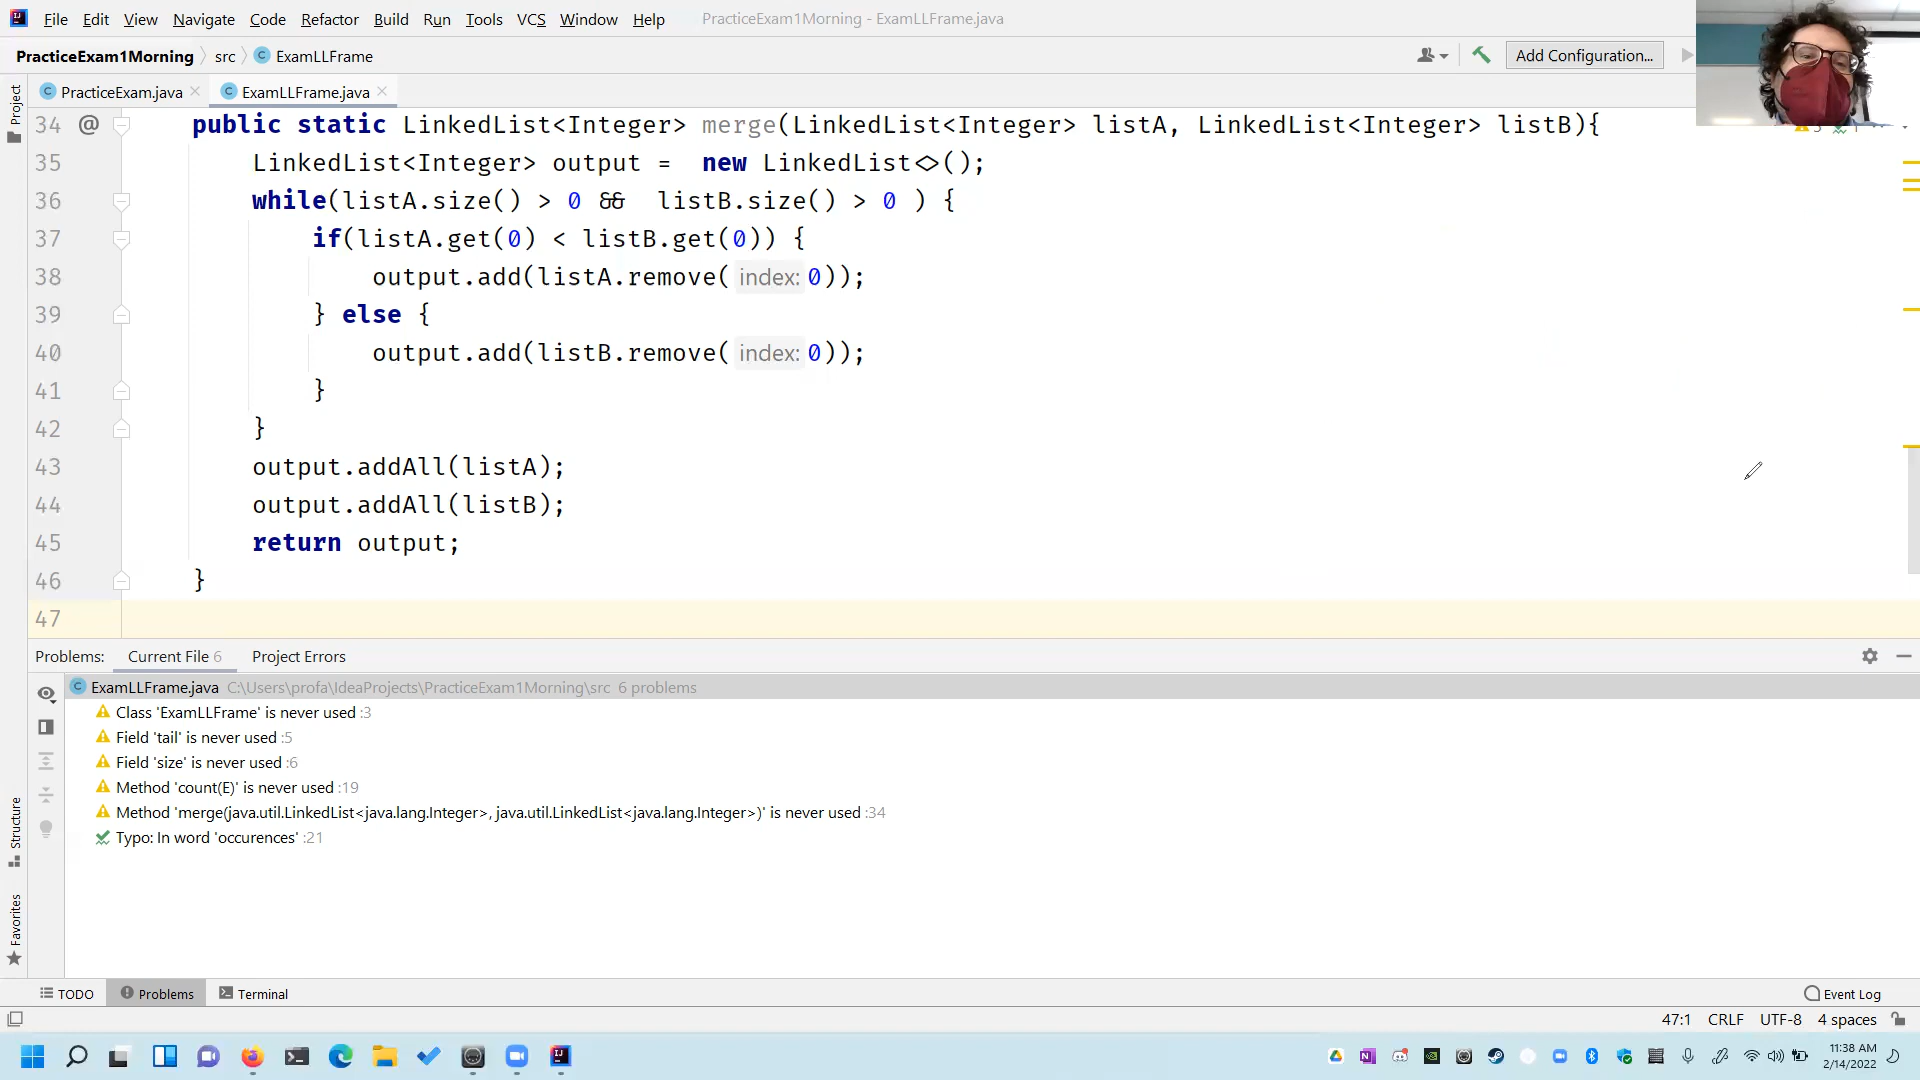 File Edit View Navigate Code Refactor Build Run Tools VCS Window Help PracticeExam1Morning - ExamLLFrame.java
PracticeExam1Morning src ExamLLFrame Add Configuration...
PracticeExam.java ExamLLFrame.java
Project
34 @ public static LinkedList<Integer> merge(LinkedList<Integer> listA, LinkedList<Integer> listB){
35 LinkedList<Integer> output = new LinkedList<>();
36 while(listA.size() > 0 && listB.size() > 0 ) {
37 if(listA.get(0) < listB.get(0)) {
38 output.add(listA.remove( index: 0));
39 } else {
40 output.add(listB.remove( index: 0));
41 }
42 }
43 output.addAll(listA);
44 output.addAll(listB);
45 return output;
46 }
47
Problems: Current File 6 Project Errors
ExamLLFrame.java C:\Users\profa\IdeaProjects\PracticeExam1Morning\src 6 problems
Class 'ExamLLFrame' is never used :3
Field 'tail' is never used :5
Field 'size' is never used :6
Method 'count(E)' is never used :19
Method 'merge(java.util.LinkedList<java.lang.Integer>, java.util.LinkedList<java.lang.Integer>)' is never used :34
Typo: In word 'occurences' :21
Structure
Favorites
TODO Problems Terminal Event Log
47:1 CRLF UTF-8 4 spaces
11:38 AM
2/14/2022